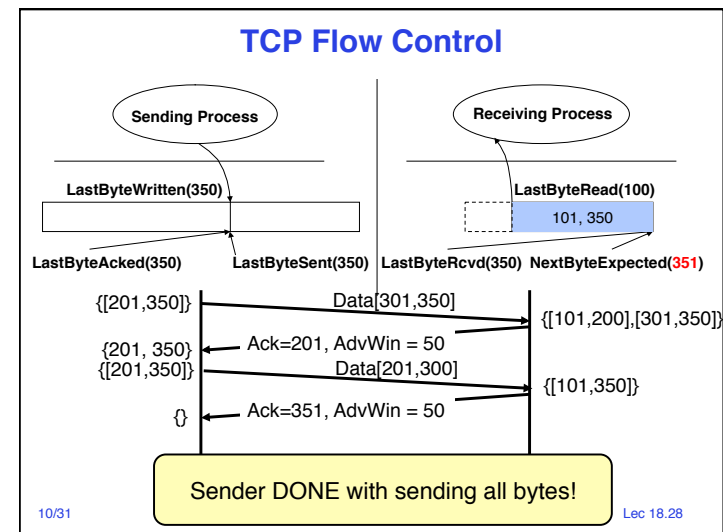 TCP Flow Control
Sending Process
Receiving Process
LastByteWritten(350)
LastByteRead(100)
101, 350
LastByteAcked(350)
LastByteSent(350)
LastByteRcvd(350)
NextByteExpected(351)
{[201,350]}
Data[301,350]
{[101,200],[301,350]}
Ack=201, AdvWin = 50
{201, 350}
{[201,350]}
Data[201,300]
{[101,350]}
Ack=351, AdvWin = 50
{}
Sender DONE with sending all bytes!
10/31
Lec 18.28